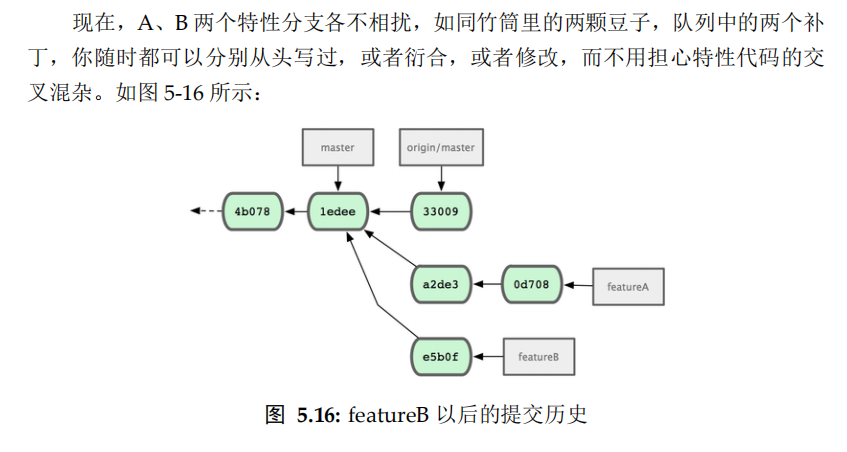 现在，A、B 两个特性分支各不相扰，如同竹筒里的两颗豆子，队列中的两个补
丁，你随时都可以分别从头写过，或者衍合，或者修改，而不用担心特性代码的交
叉混杂。如图 5-16 所示：
master
origin/master
4b078
1edee
33009
a2de3
0d708
featureA
e5b0f
featureB
图 5.16: featureB 以后的提交历史